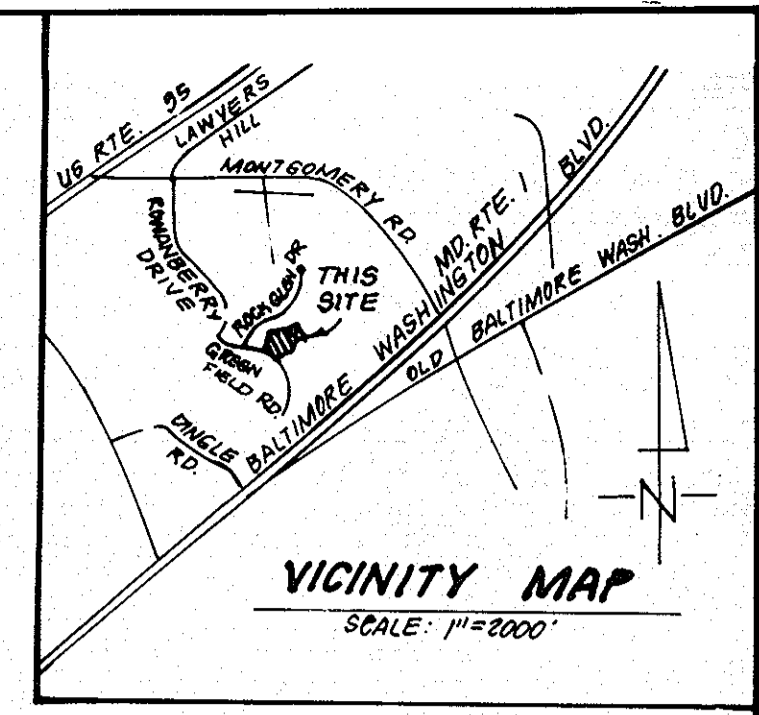 US RTE. 95
LAWYERS
HILL
MONTGOMERY RD.
ROWANBERRY
DRIVE
ROCK GLEN DR
THIS
SITE
GREEN
FIELD RD.
DINGLE
RD.
MD. RTE. 1
BALTIMORE WASHINGTON BLVD.
OLD BALTIMORE WASH. BLVD.
N
VICINITY MAP
SCALE: 1"=2000'